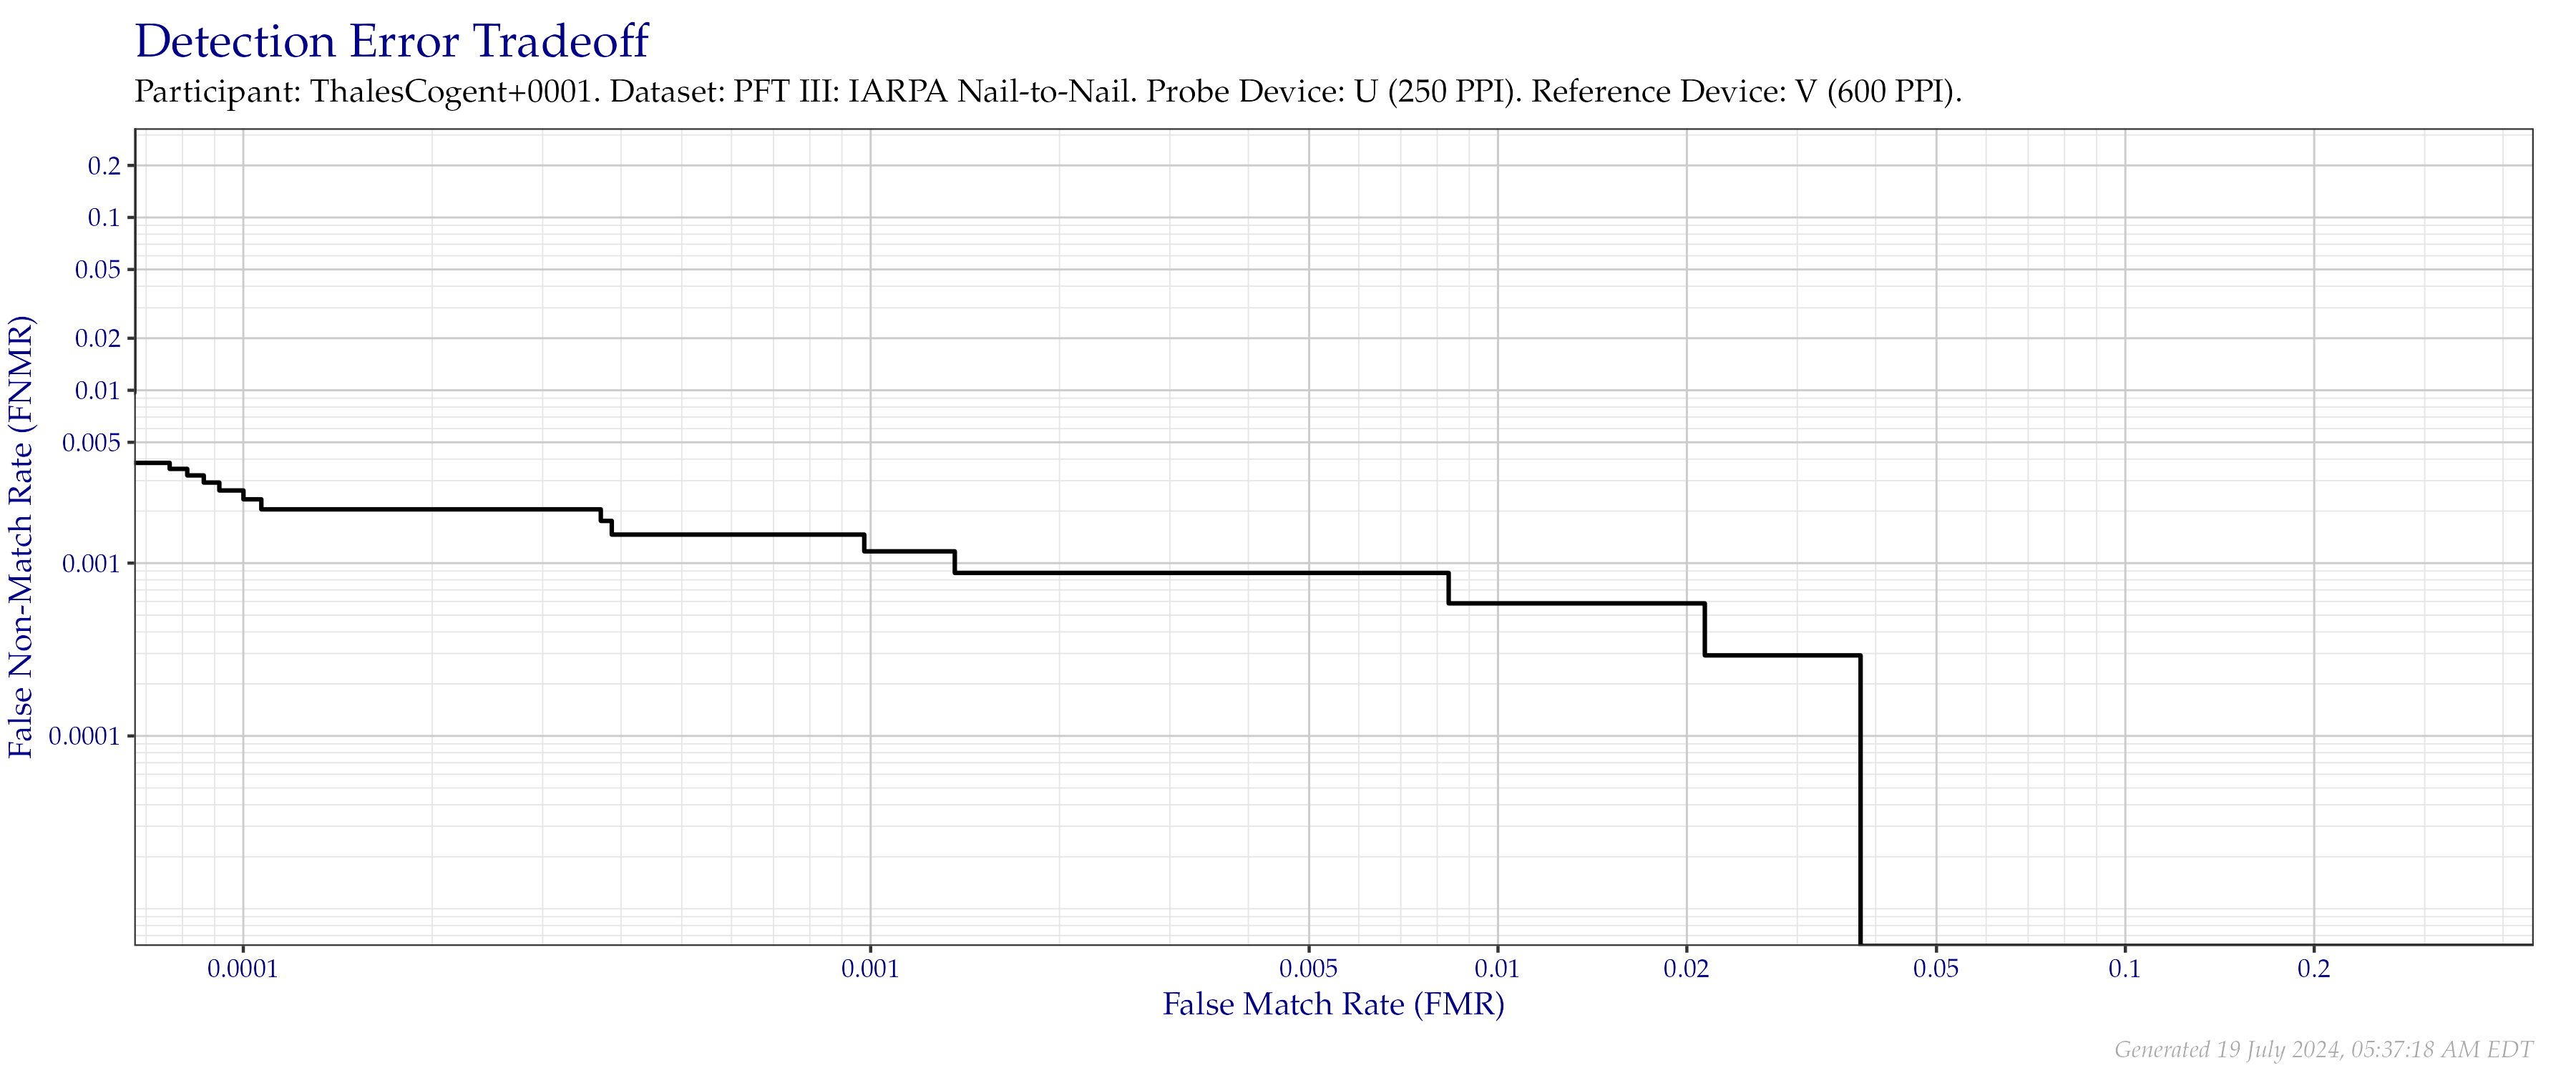 Detection Error Tradeoff
Participant: ThalesCogent+0001. Dataset: PFT III: IARPA Nail-to-Nail. Probe Device: U (250 PPI). Reference Device: V (600 PPI).
False Non-Match Rate (FNMR)
0.2
0.1
0.05
0.02
0.01
0.005
0.001
0.0001
0.0001 0.001 0.005 0.01 0.02 0.05 0.1 0.2
False Match Rate (FMR)
Generated 19 July 2024, 05:37:18 AM EDT